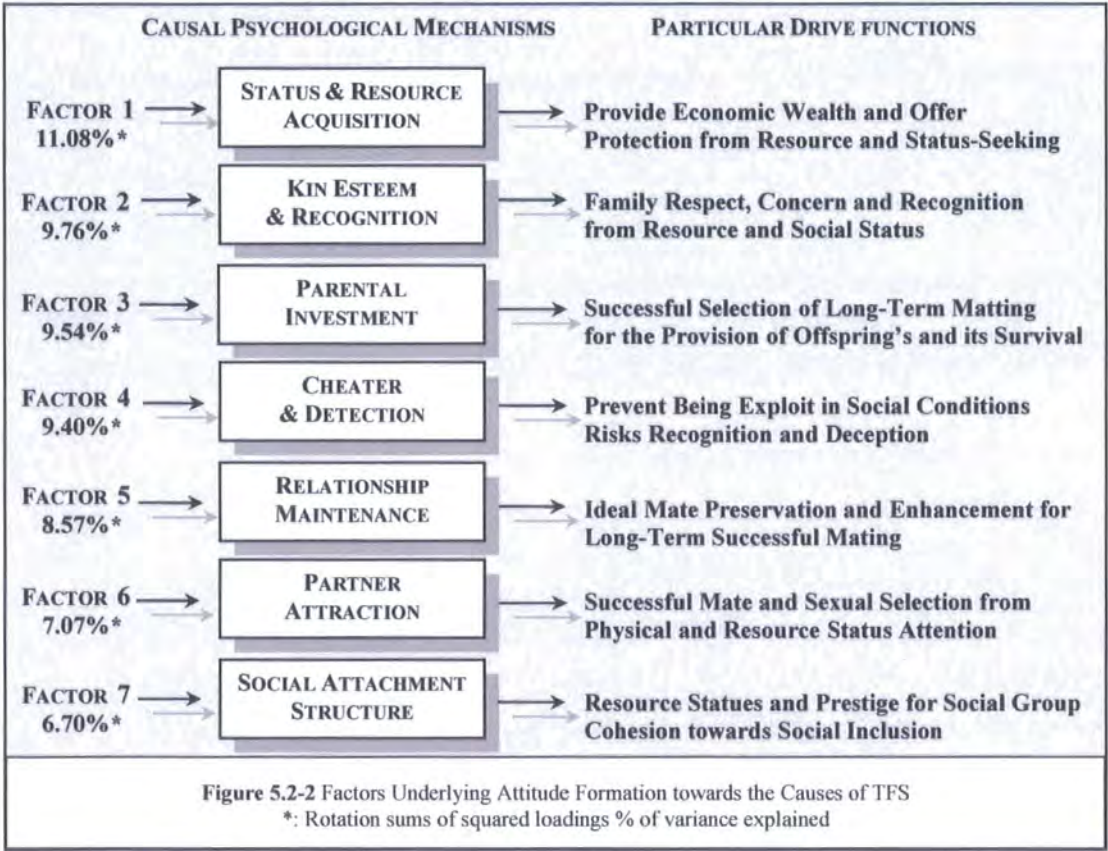 CAUSAL PSYCHOLOGICAL MECHANISMS PARTICULAR DRIVE FUNCTIONS
FACTOR 1
11.08%*
STATUS & RESOURCE
ACQUISITION
Provide Economic Wealth and Offer
Protection from Resource and Status-Seeking
FACTOR 2
9.76%*
KIN ESTEEM
& RECOGNITION
Family Respect, Concern and Recognition
from Resource and Social Status
FACTOR 3
9.54%*
PARENTAL
INVESTMENT
Successful Selection of Long-Term Matting
for the Provision of Offspring's and its Survival
FACTOR 4
9.40%*
CHEATER
& DETECTION
Prevent Being Exploit in Social Conditions
Risks Recognition and Deception
FACTOR 5
8.57%*
RELATIONSHIP
MAINTENANCE
Ideal Mate Preservation and Enhancement for
Long-Term Successful Mating
FACTOR 6
7.07%*
PARTNER
ATTRACTION
Successful Mate and Sexual Selection from
Physical and Resource Status Attention
FACTOR 7
6.70%*
SOCIAL ATTACHMENT
STRUCTURE
Resource Statues and Prestige for Social Group
Cohesion towards Social Inclusion
Figure 5.2-2 Factors Underlying Attitude Formation towards the Causes of TFS
*: Rotation sums of squared loadings % of variance explained